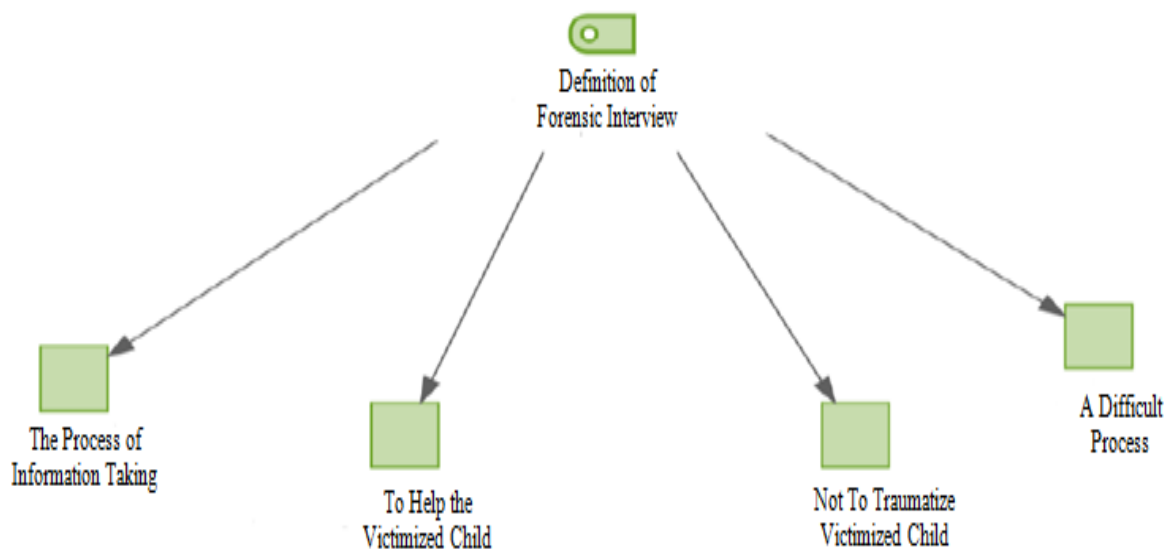 Definition of
Forensic Interview
The Process of
Information Taking
To Help the
Victimized Child
Not To Traumatize
Victimized Child
A Difficult
Process